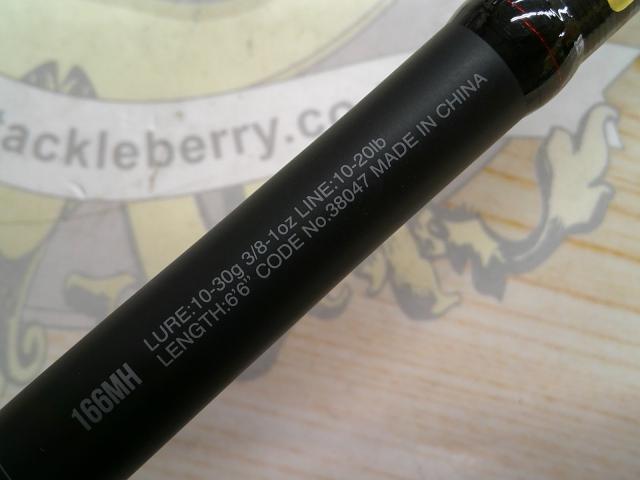 tackleberry.co
166MH
LURE:10-30g 3/8-1oz LINE:10-20lb
LENGTH:6'6" CODE No.38047 MADE IN CHINA